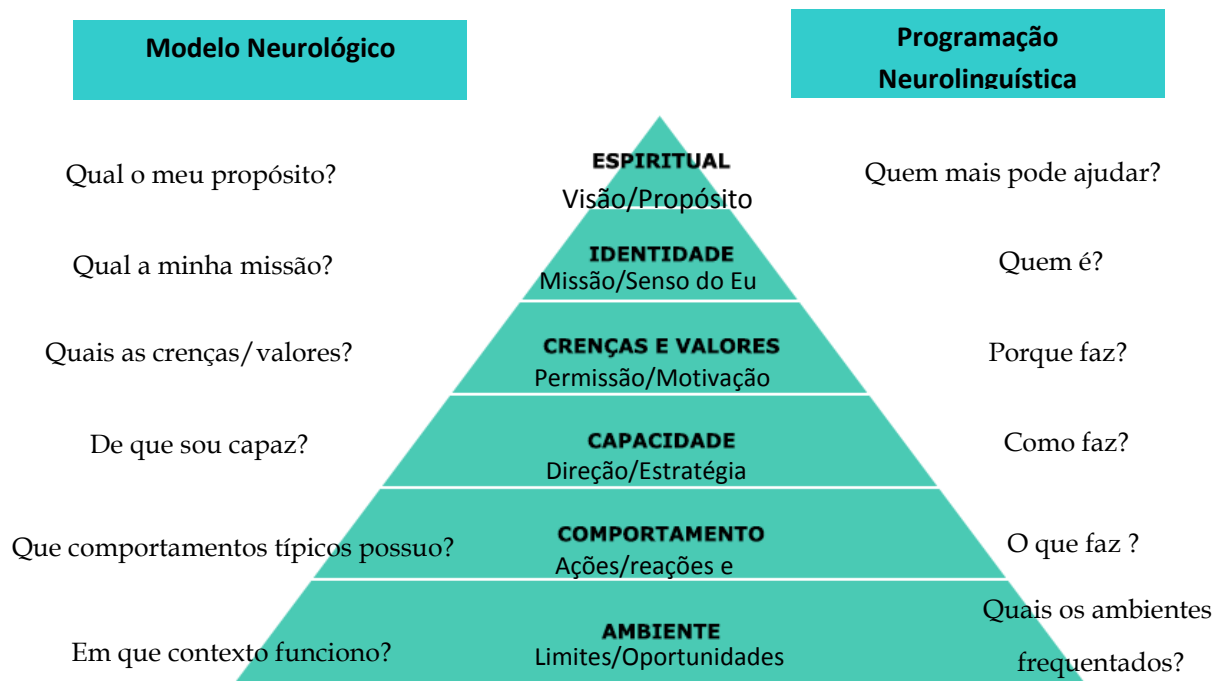 Modelo Neurológico
Programação
Neurolinguística
Qual o meu propósito?
ESPIRITUAL
Visão/Propósito
Quem mais pode ajudar?
Qual a minha missão?
IDENTIDADE
Missão/Senso do Eu
Quem é?
Quais as crenças/valores?
CRENÇAS E VALORES
Permissão/Motivação
Porque faz?
De que sou capaz?
CAPACIDADE
Direção/Estratégia
Como faz?
Que comportamentos típicos possuo?
COMPORTAMENTO
Ações/reações e
O que faz ?
Em que contexto funciono?
AMBIENTE
Limites/Oportunidades
Quais os ambientes
frequentados?